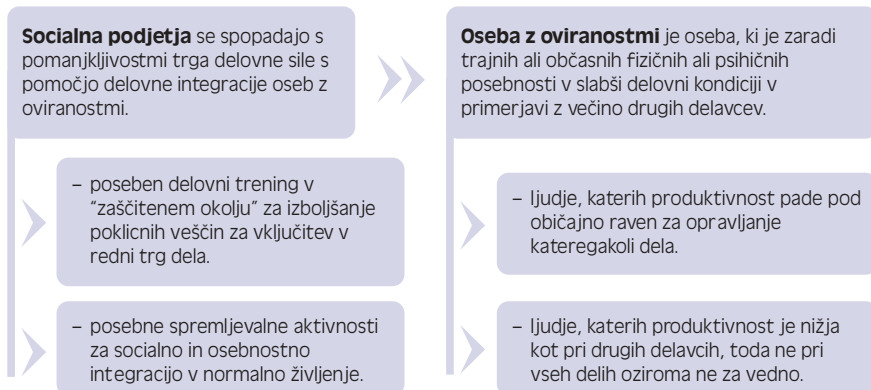 Socialna podjetja se spopadajo s
pomanjkljivostmi trga delovne sile s
pomočjo delovne integracije oseb z
oviranostmi.
– poseben delovni trening v
“zaščitenem okolju” za izboljšanje
poklicnih veščin za vključitev v
redni trg dela.
– posebne spremljevalne aktivnosti
za socialno in osebnostno
integracijo v normalno življenje.
Oseba z oviranostmi je oseba, ki je zaradi
trajnih ali občasnih fizičnih ali psihičnih
posebnosti v slabši delovni kondiciji v
primerjavi z večino drugih delavcev.
– ljudje, katerih produktivnost pade pod
običajno raven za opravljanje
kateregakoli dela.
– ljudje, katerih produktivnost je nižja
kot pri drugih delavcih, toda ne pri
vseh delih oziroma ne za vedno.